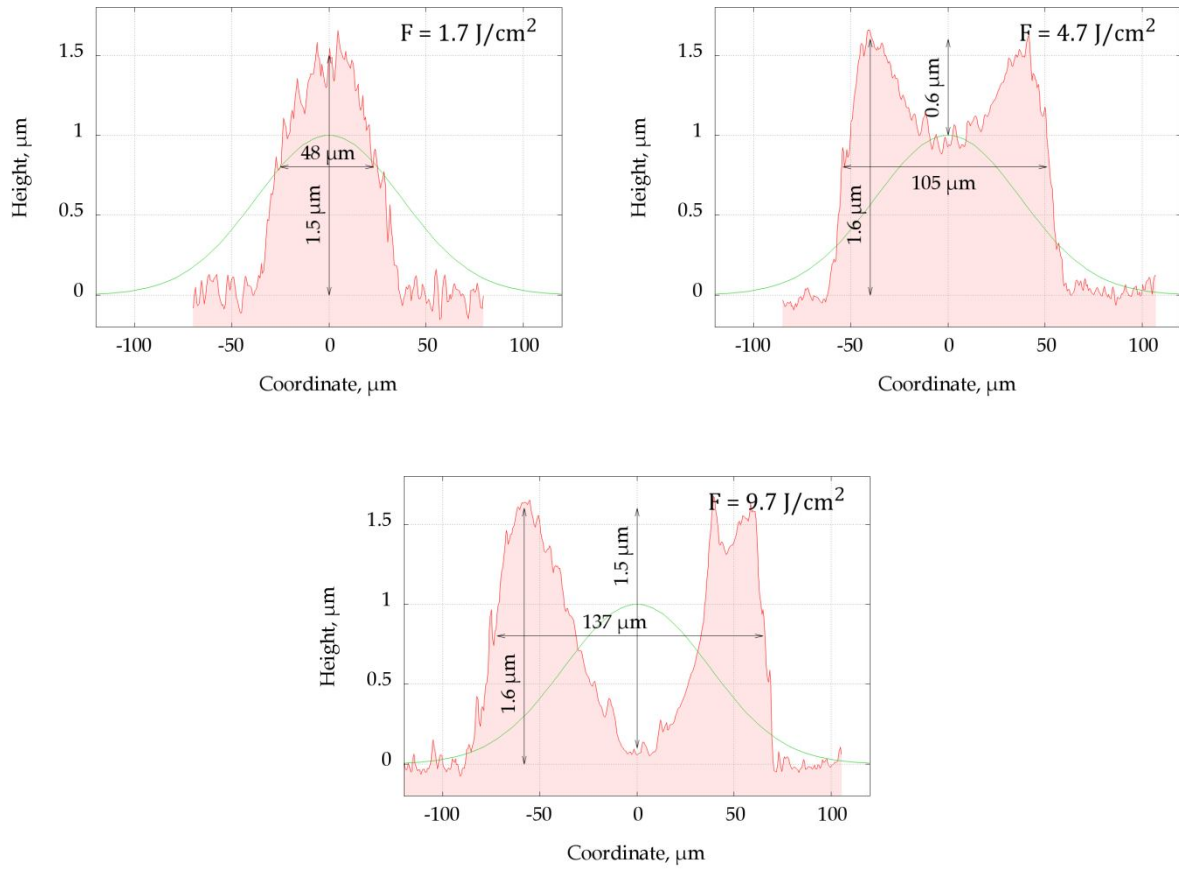 F = 1.7 J/cm²
1.5
1
0.5
0
Height, μm
48 μm
1.5 μm
-100 -50 0 50 100
Coordinate, μm
F = 4.7 J/cm²
1.5
1
0.5
0
Height, μm
0.6 μm
105 μm
1.6 μm
-100 -50 0 50 100
Coordinate, μm
F = 9.7 J/cm²
1.5
1
0.5
0
Height, μm
1.5 μm
137 μm
1.6 μm
-100 -50 0 50 100
Coordinate, μm